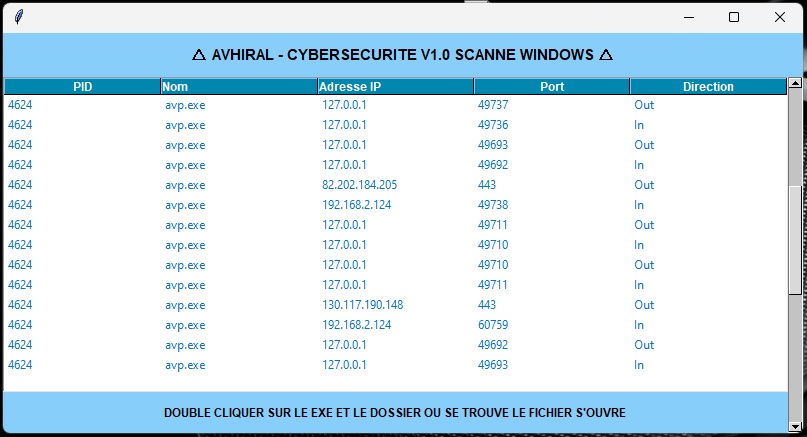 △ AVHIRAL - CYBERSECURITE V1.0 SCANNE WINDOWS △
PID Nom Adresse IP Port Direction
4624 avp.exe 127.0.0.1 49737 Out
4624 avp.exe 127.0.0.1 49736 In
4624 avp.exe 127.0.0.1 49693 Out
4624 avp.exe 127.0.0.1 49692 In
4624 avp.exe 82.202.184.205 443 Out
4624 avp.exe 192.168.2.124 49738 In
4624 avp.exe 127.0.0.1 49711 Out
4624 avp.exe 127.0.0.1 49710 In
4624 avp.exe 127.0.0.1 49710 Out
4624 avp.exe 127.0.0.1 49711 In
4624 avp.exe 130.117.190.148 443 Out
4624 avp.exe 192.168.2.124 60759 In
4624 avp.exe 127.0.0.1 49692 Out
4624 avp.exe 127.0.0.1 49693 In
DOUBLE CLIQUER SUR LE EXE ET LE DOSSIER OU SE TROUVE LE FICHIER S'OUVRE